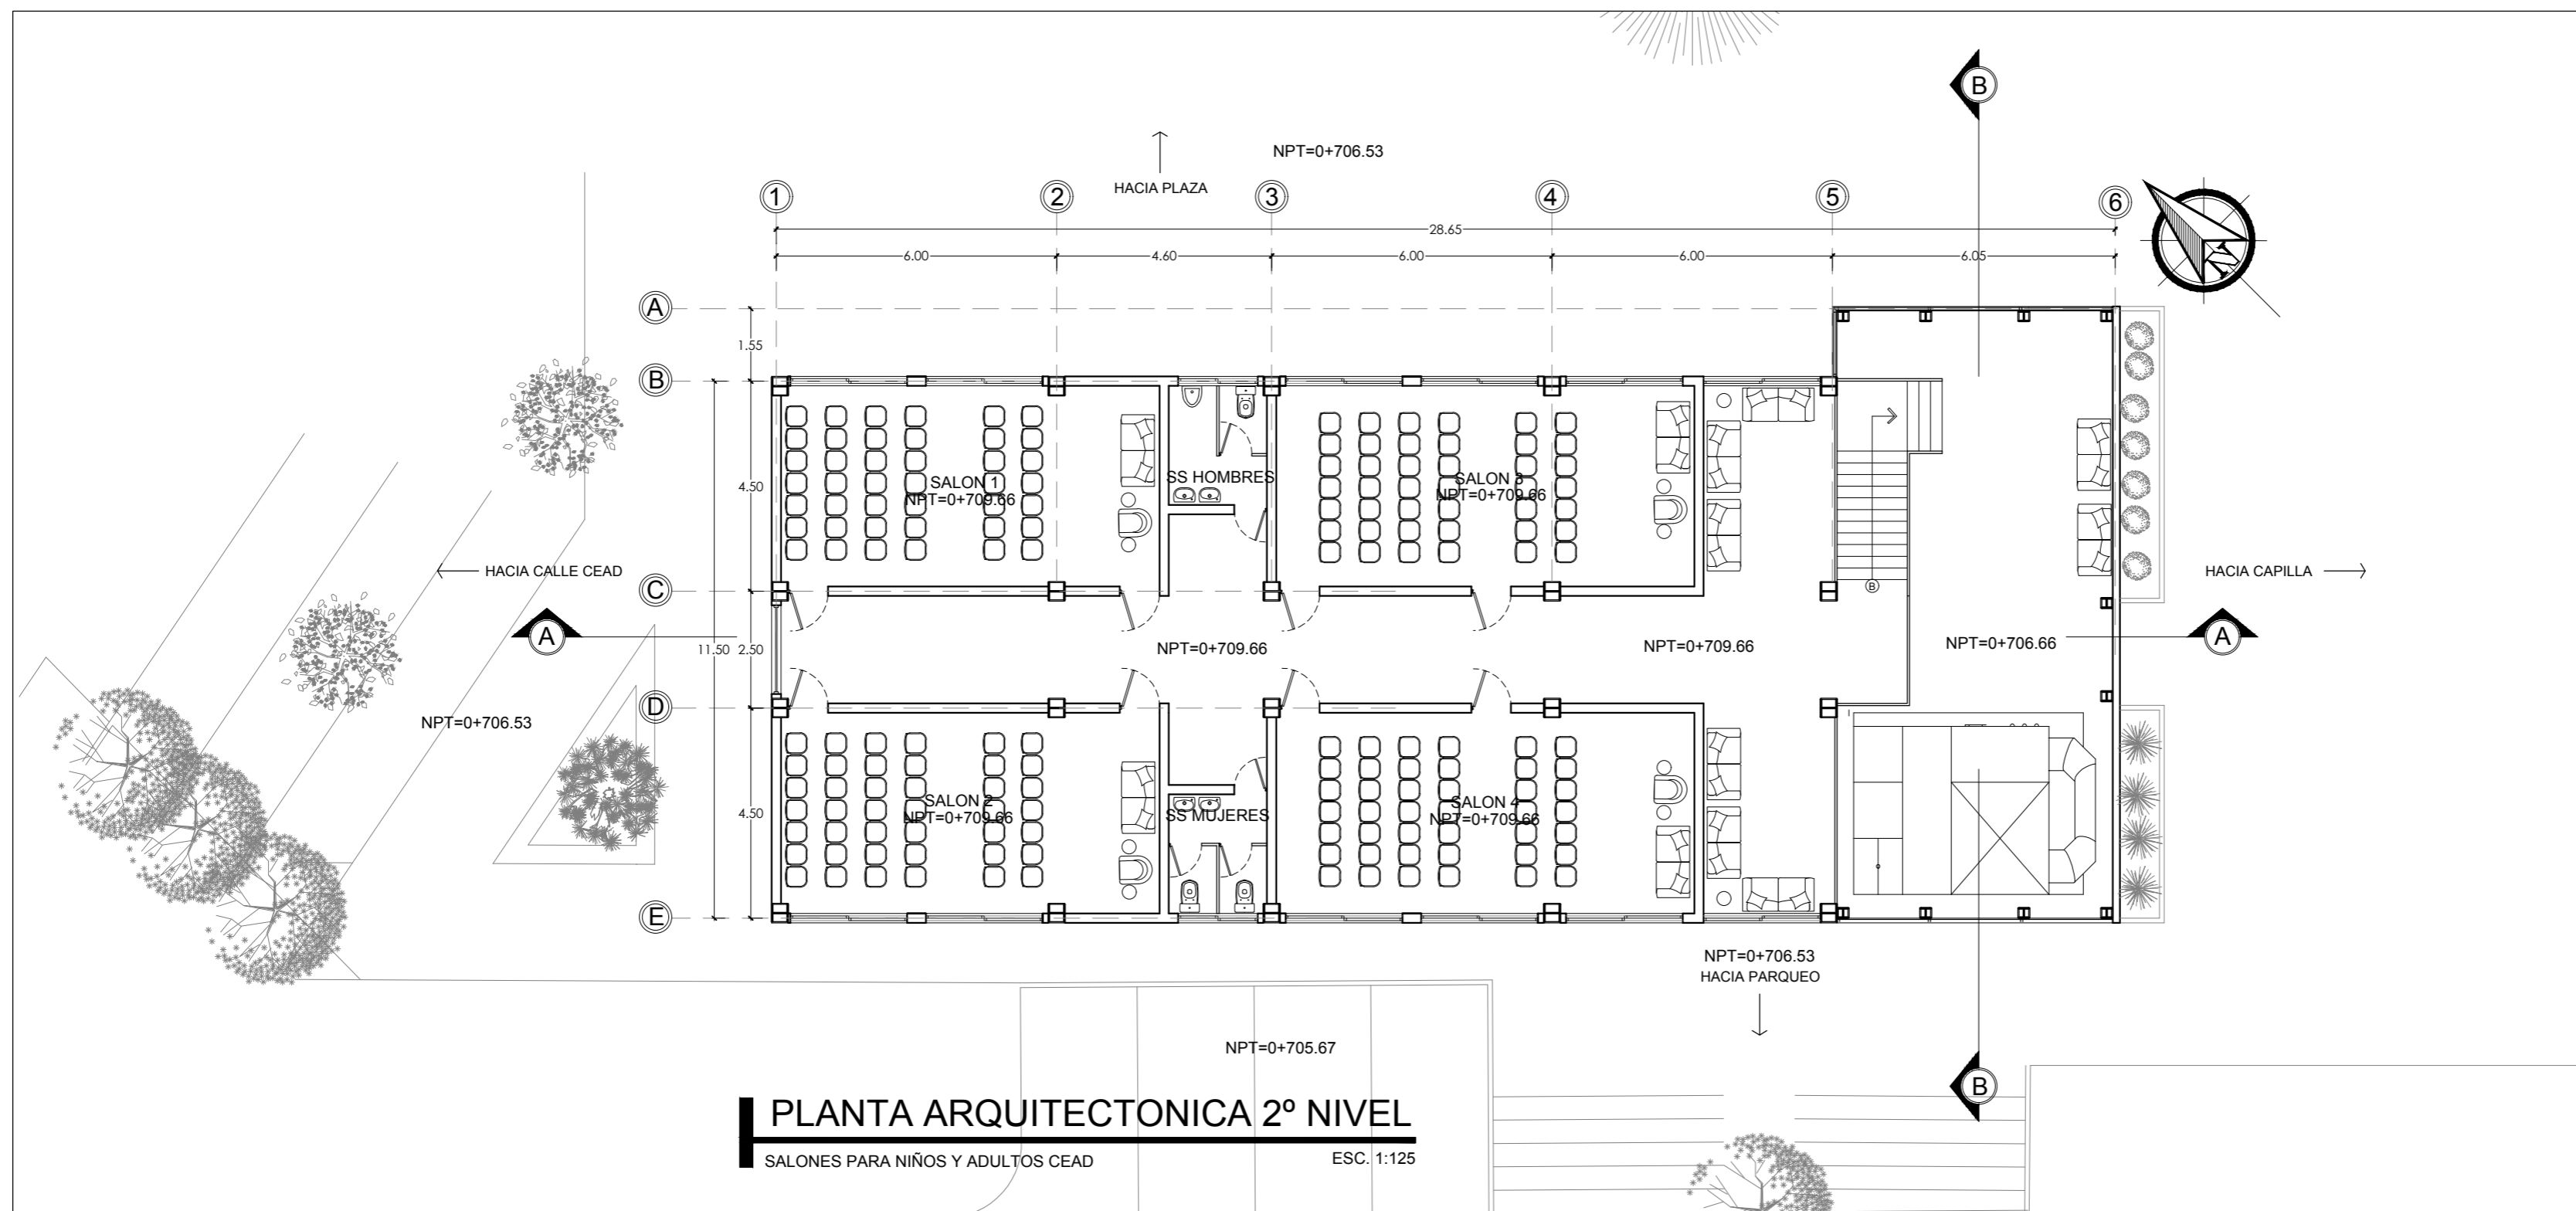 B
NPT=0+706.53
HACIA PLAZA
1 2 3 4 5 6
28.65
6.00 4.60 6.00 6.00 6.05
N
A
1.55
B
4.50
SS HOMBRES
SALON 1
NPT=0+709.66
SALON 3
NPT=0+709.66
HACIA CALLE CEAD
HACIA CAPILLA
C
B
A
11.50 2.50
NPT=0+709.66
NPT=0+709.66
NPT=0+706.66
A
D
NPT=0+706.53
4.50
SALON 2
NPT=0+709.66
SS MUJERES
SALON 4
NPT=0+709.66
E
NPT=0+706.53
HACIA PARQUEO
NPT=0+705.67
B
PLANTA ARQUITECTONICA 2º NIVEL
SALONES PARA NIÑOS Y ADULTOS CEAD
ESC. 1:125